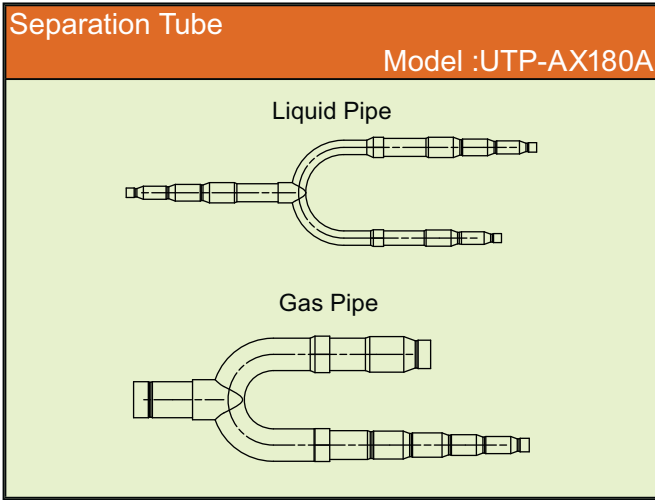 Separation Tube
Model :UTP-AX180A
Liquid Pipe
Gas Pipe